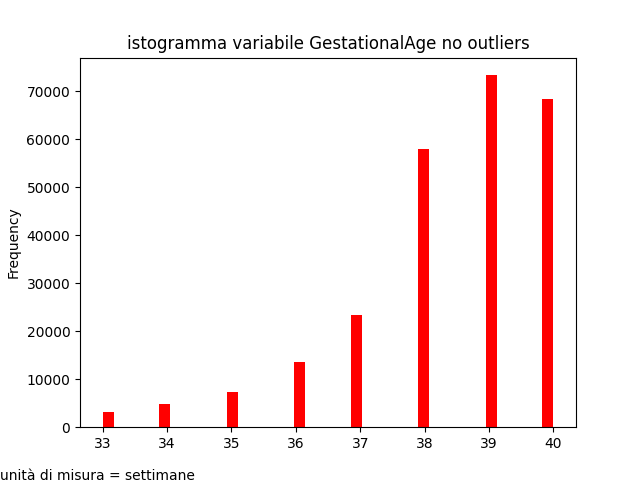 istogramma variabile GestationalAge no outliers
70000
60000
50000
40000
30000
20000
10000
0
Frequency
33 34 35 36 37 38 39 40
unità di misura = settimane